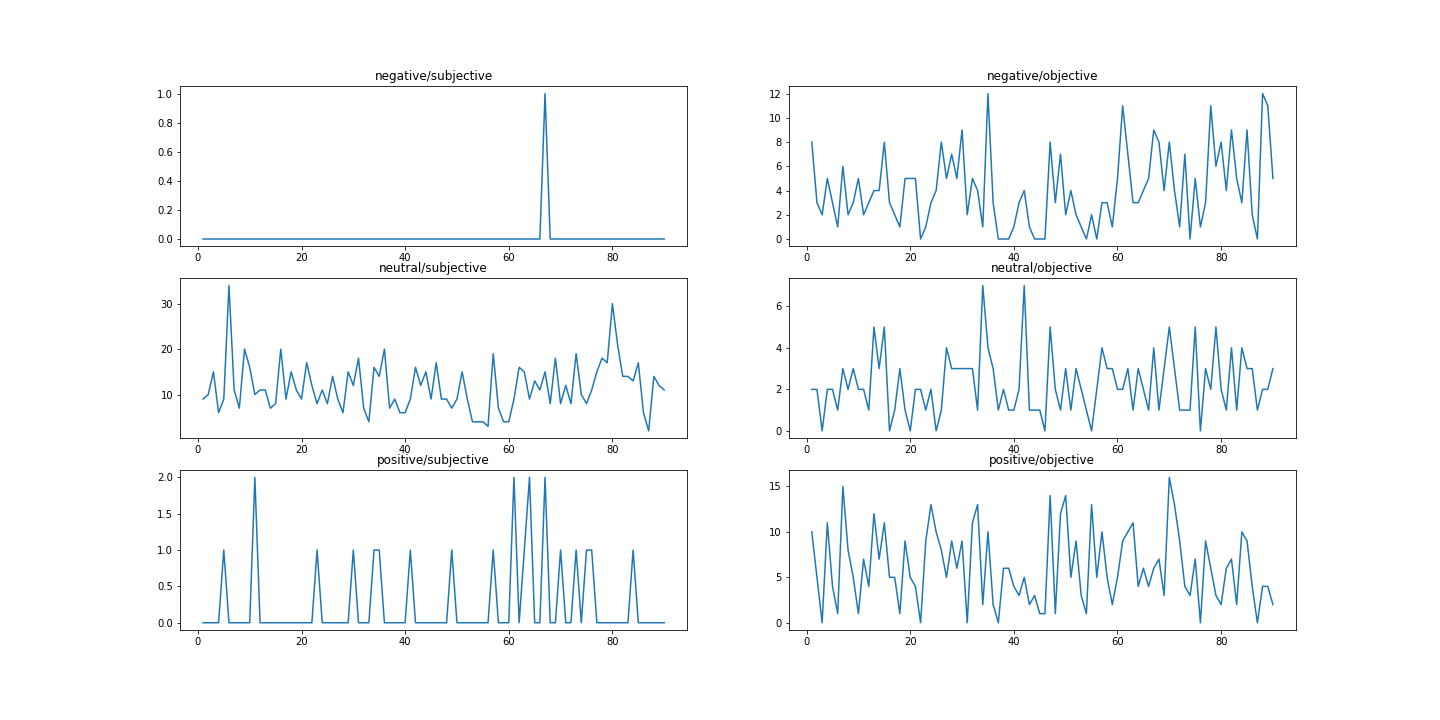 negative/subjective
1.0
0.8
0.6
0.4
0.2
0.0
0 20 40 60 80
negative/objective
12
10
8
6
4
2
0
0 20 40 60 80
neutral/subjective
30
20
10
0 20 40 60 80
neutral/objective
6
4
2
0
0 20 40 60 80
positive/subjective
2.0
1.5
1.0
0.5
0.0
0 20 40 60 80
positive/objective
15
10
5
0
0 20 40 60 80